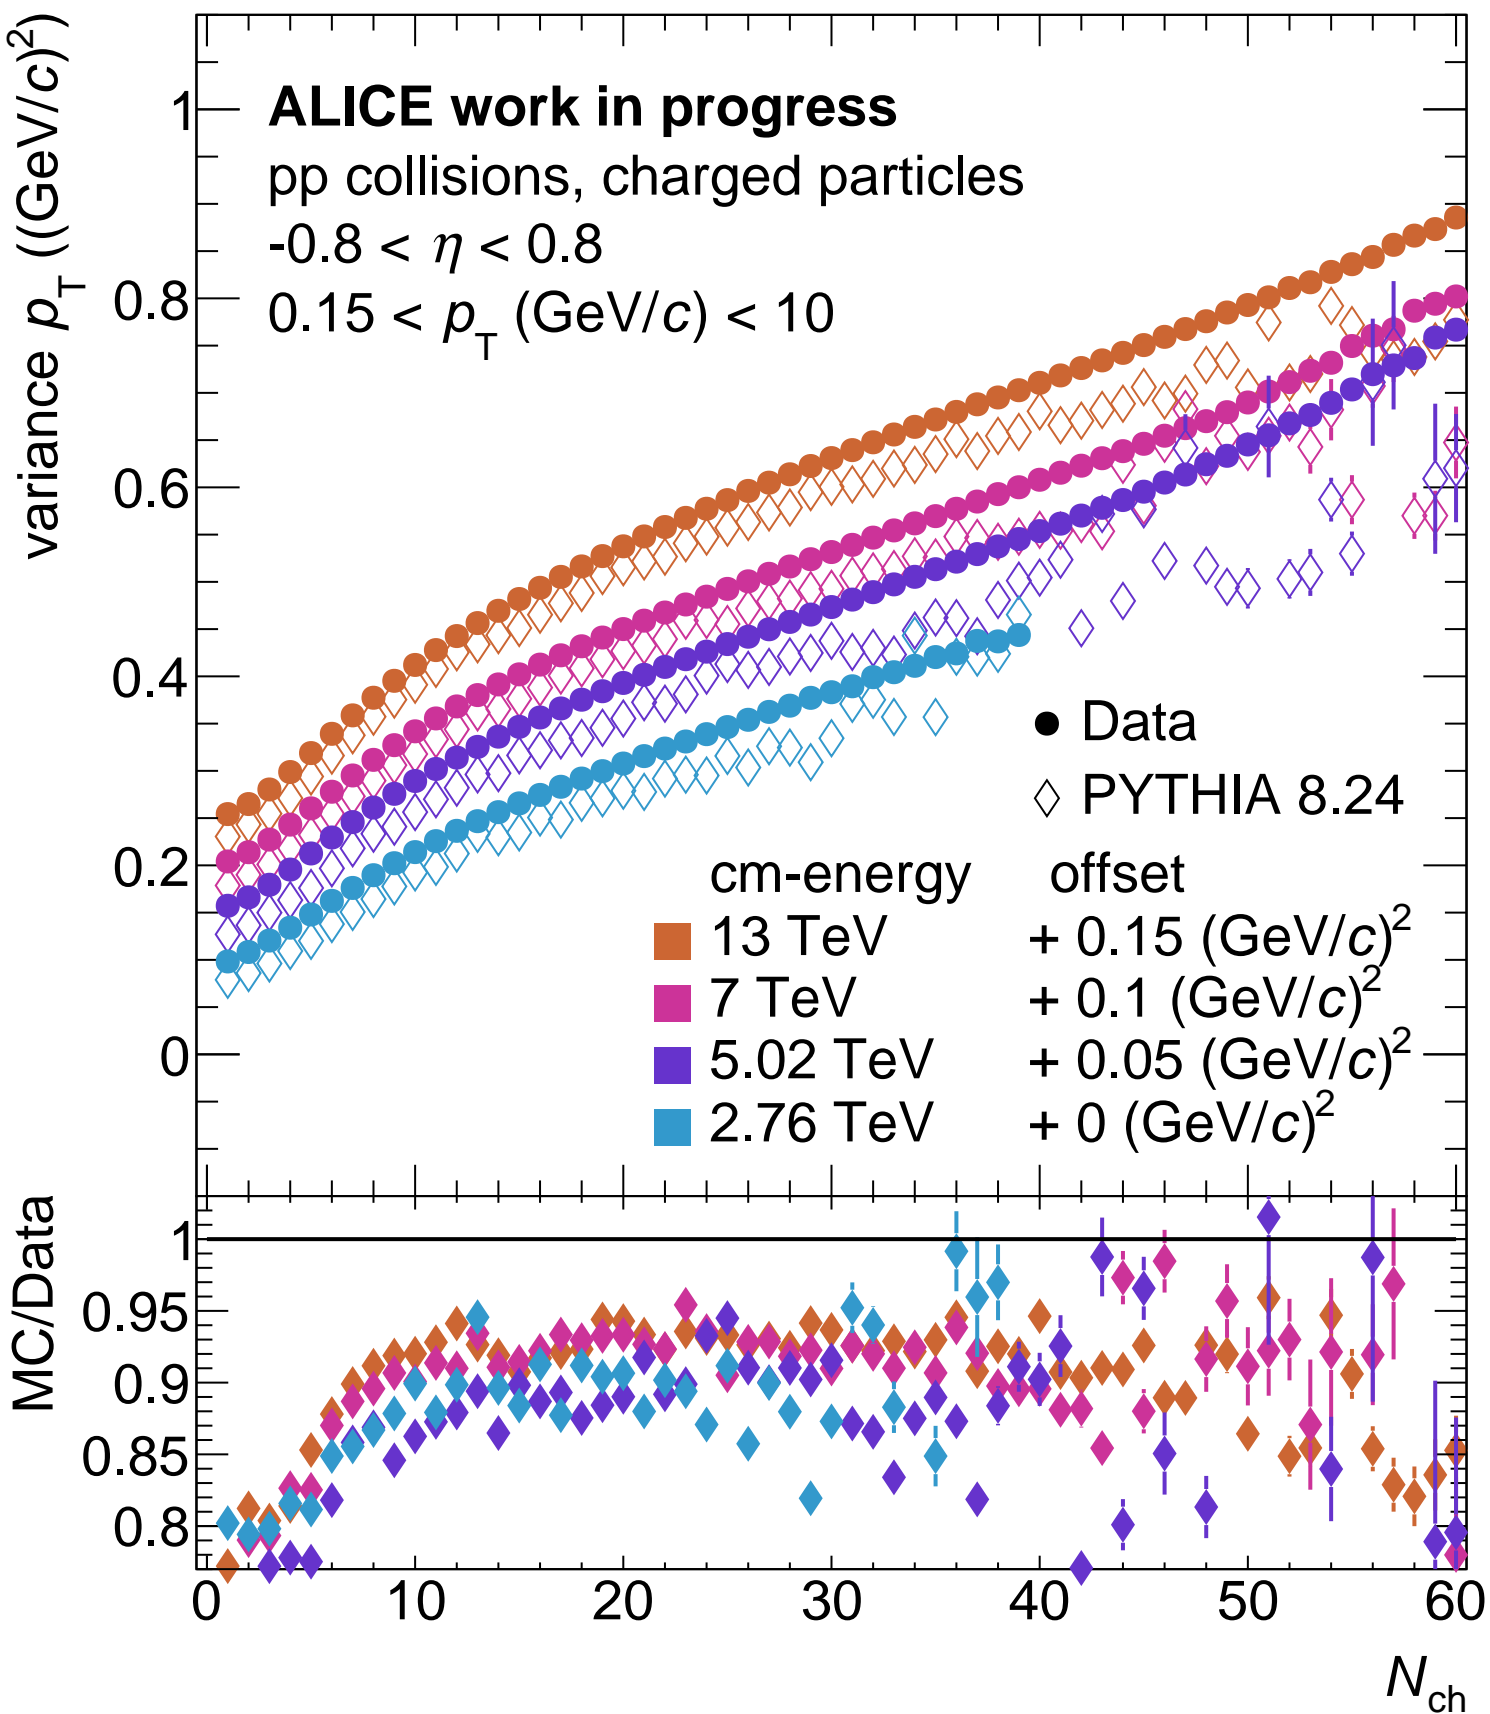 variance pT ((GeV/c)²)
1
0.8
0.6
0.4
0.2
0
ALICE work in progress
pp collisions, charged particles
-0.8 < η < 0.8
0.15 < pT (GeV/c) < 10
Data
PYTHIA 8.24
cm-energy offset
13 TeV + 0.15 (GeV/c)²
7 TeV + 0.1 (GeV/c)²
5.02 TeV + 0.05 (GeV/c)²
2.76 TeV + 0 (GeV/c)²
MC/Data
1
0.95
0.9
0.85
0.8
0 10 20 30 40 50 60
Nch